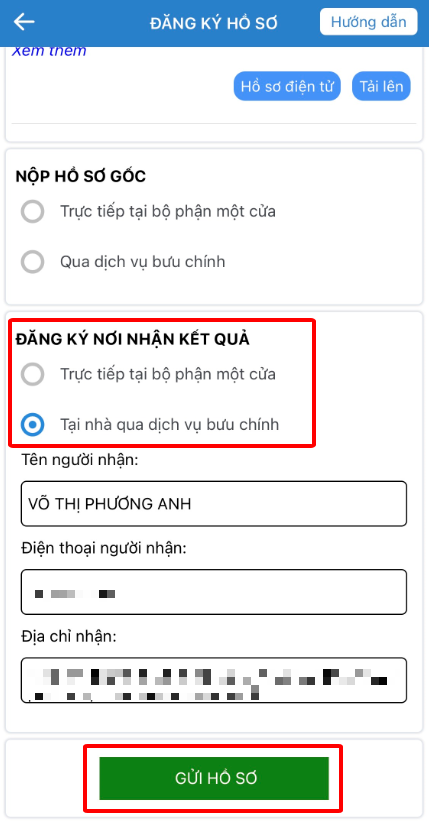 ĐĂNG KÝ HỒ SƠ
Hướng dẫn
Xem thêm
Hồ sơ điện tử
Tải lên
NỘP HỒ SƠ GỐC
Trực tiếp tại bộ phận một cửa
Qua dịch vụ bưu chính
ĐĂNG KÝ NƠI NHẬN KẾT QUẢ
Trực tiếp tại bộ phận một cửa
Tại nhà qua dịch vụ bưu chính
Tên người nhận:
VÕ THỊ PHƯƠNG ANH
Điện thoại người nhận:
Địa chỉ nhận:
GỬI HỒ SƠ